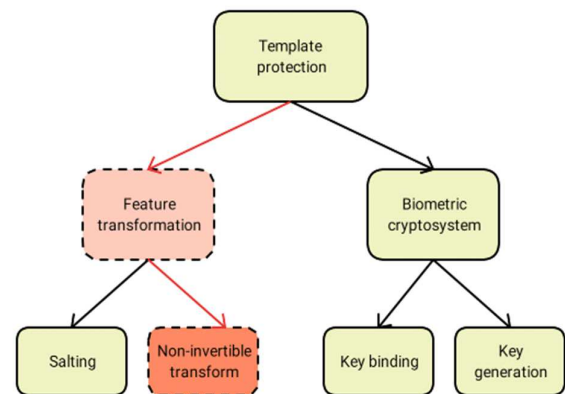 Template
protection
Feature
transformation
Biometric
cryptosystem
Salting
Non-invertible
transform
Key binding
Key
generation